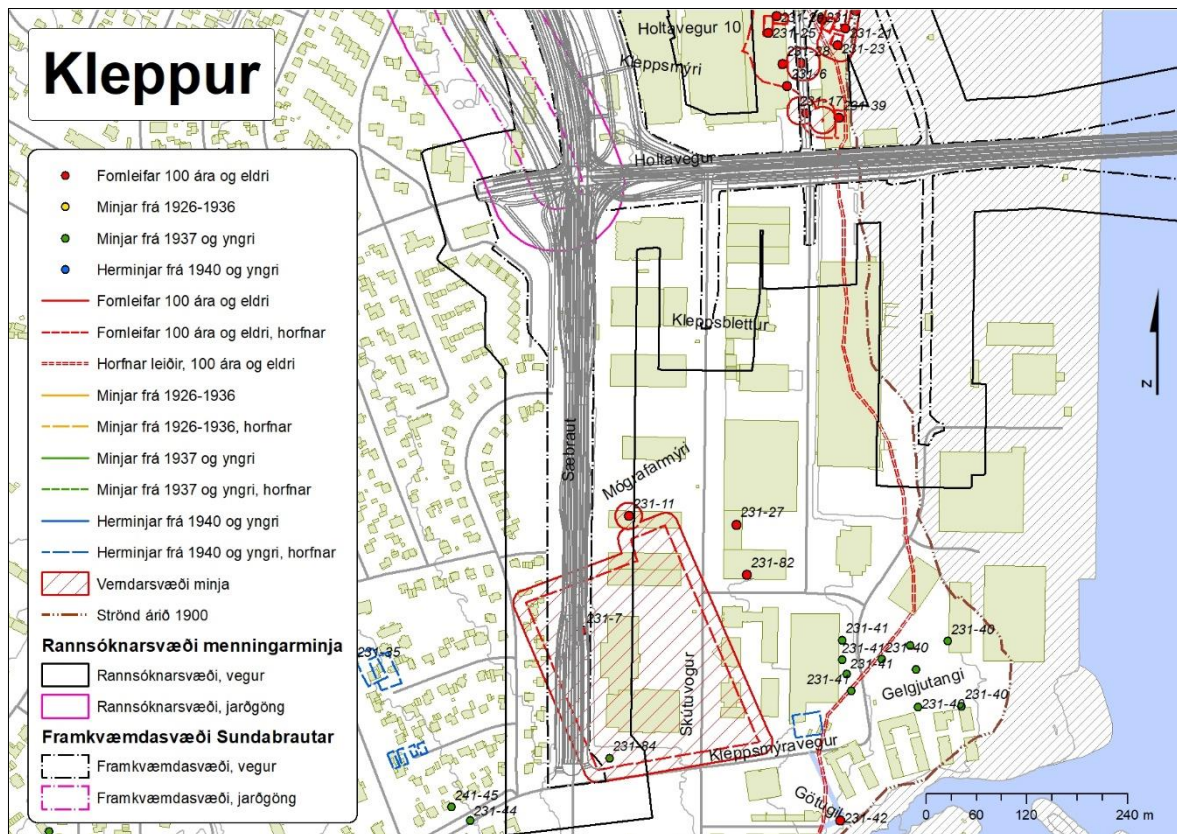 Kleppur
Fornleifar 100 ára og eldri
Minjar frá 1926-1936
Minjar frá 1937 og yngri
Herminjar frá 1940 og yngri
Fornleifar 100 ára og eldri
Fornleifar 100 ára og eldri, horfnar
Horfnar leiðir, 100 ára og eldri
Minjar frá 1926-1936
Minjar frá 1926-1936, horfnar
Minjar frá 1937 og yngri
Minjar frá 1937 og yngri, horfnar
Herminjar frá 1940 og yngri
Herminjar frá 1940 og yngri, horfnar
Verndarsvæði minja
Strönd árið 1900
Rannsóknarsvæði menningarminja
Rannsóknarsvæði, vegur
Rannsóknarsvæði, jarðgöng
Framkvæmdasvæði Sundabrautar
Framkvæmdasvæði, vegur
Framkvæmdasvæði, jarðgöng
Holtavegur 10
231-25
231-21
231-23
Kleppsmýri
231-38
231-6
231-17
231-39
Holtavegur
Kleppsblettur
Sæbraut
Mógrafarmýri
231-11
231-27
231-82
231-7
231-35
Skútuvogur
231-41
231-41
231-41
231-41
231-40
231-40
231-40
231-40
Gelgjutangi
231-84
Kleppsmýravegur
241-45
231-44
Götugil
231-42
N
0 60 120 240 m